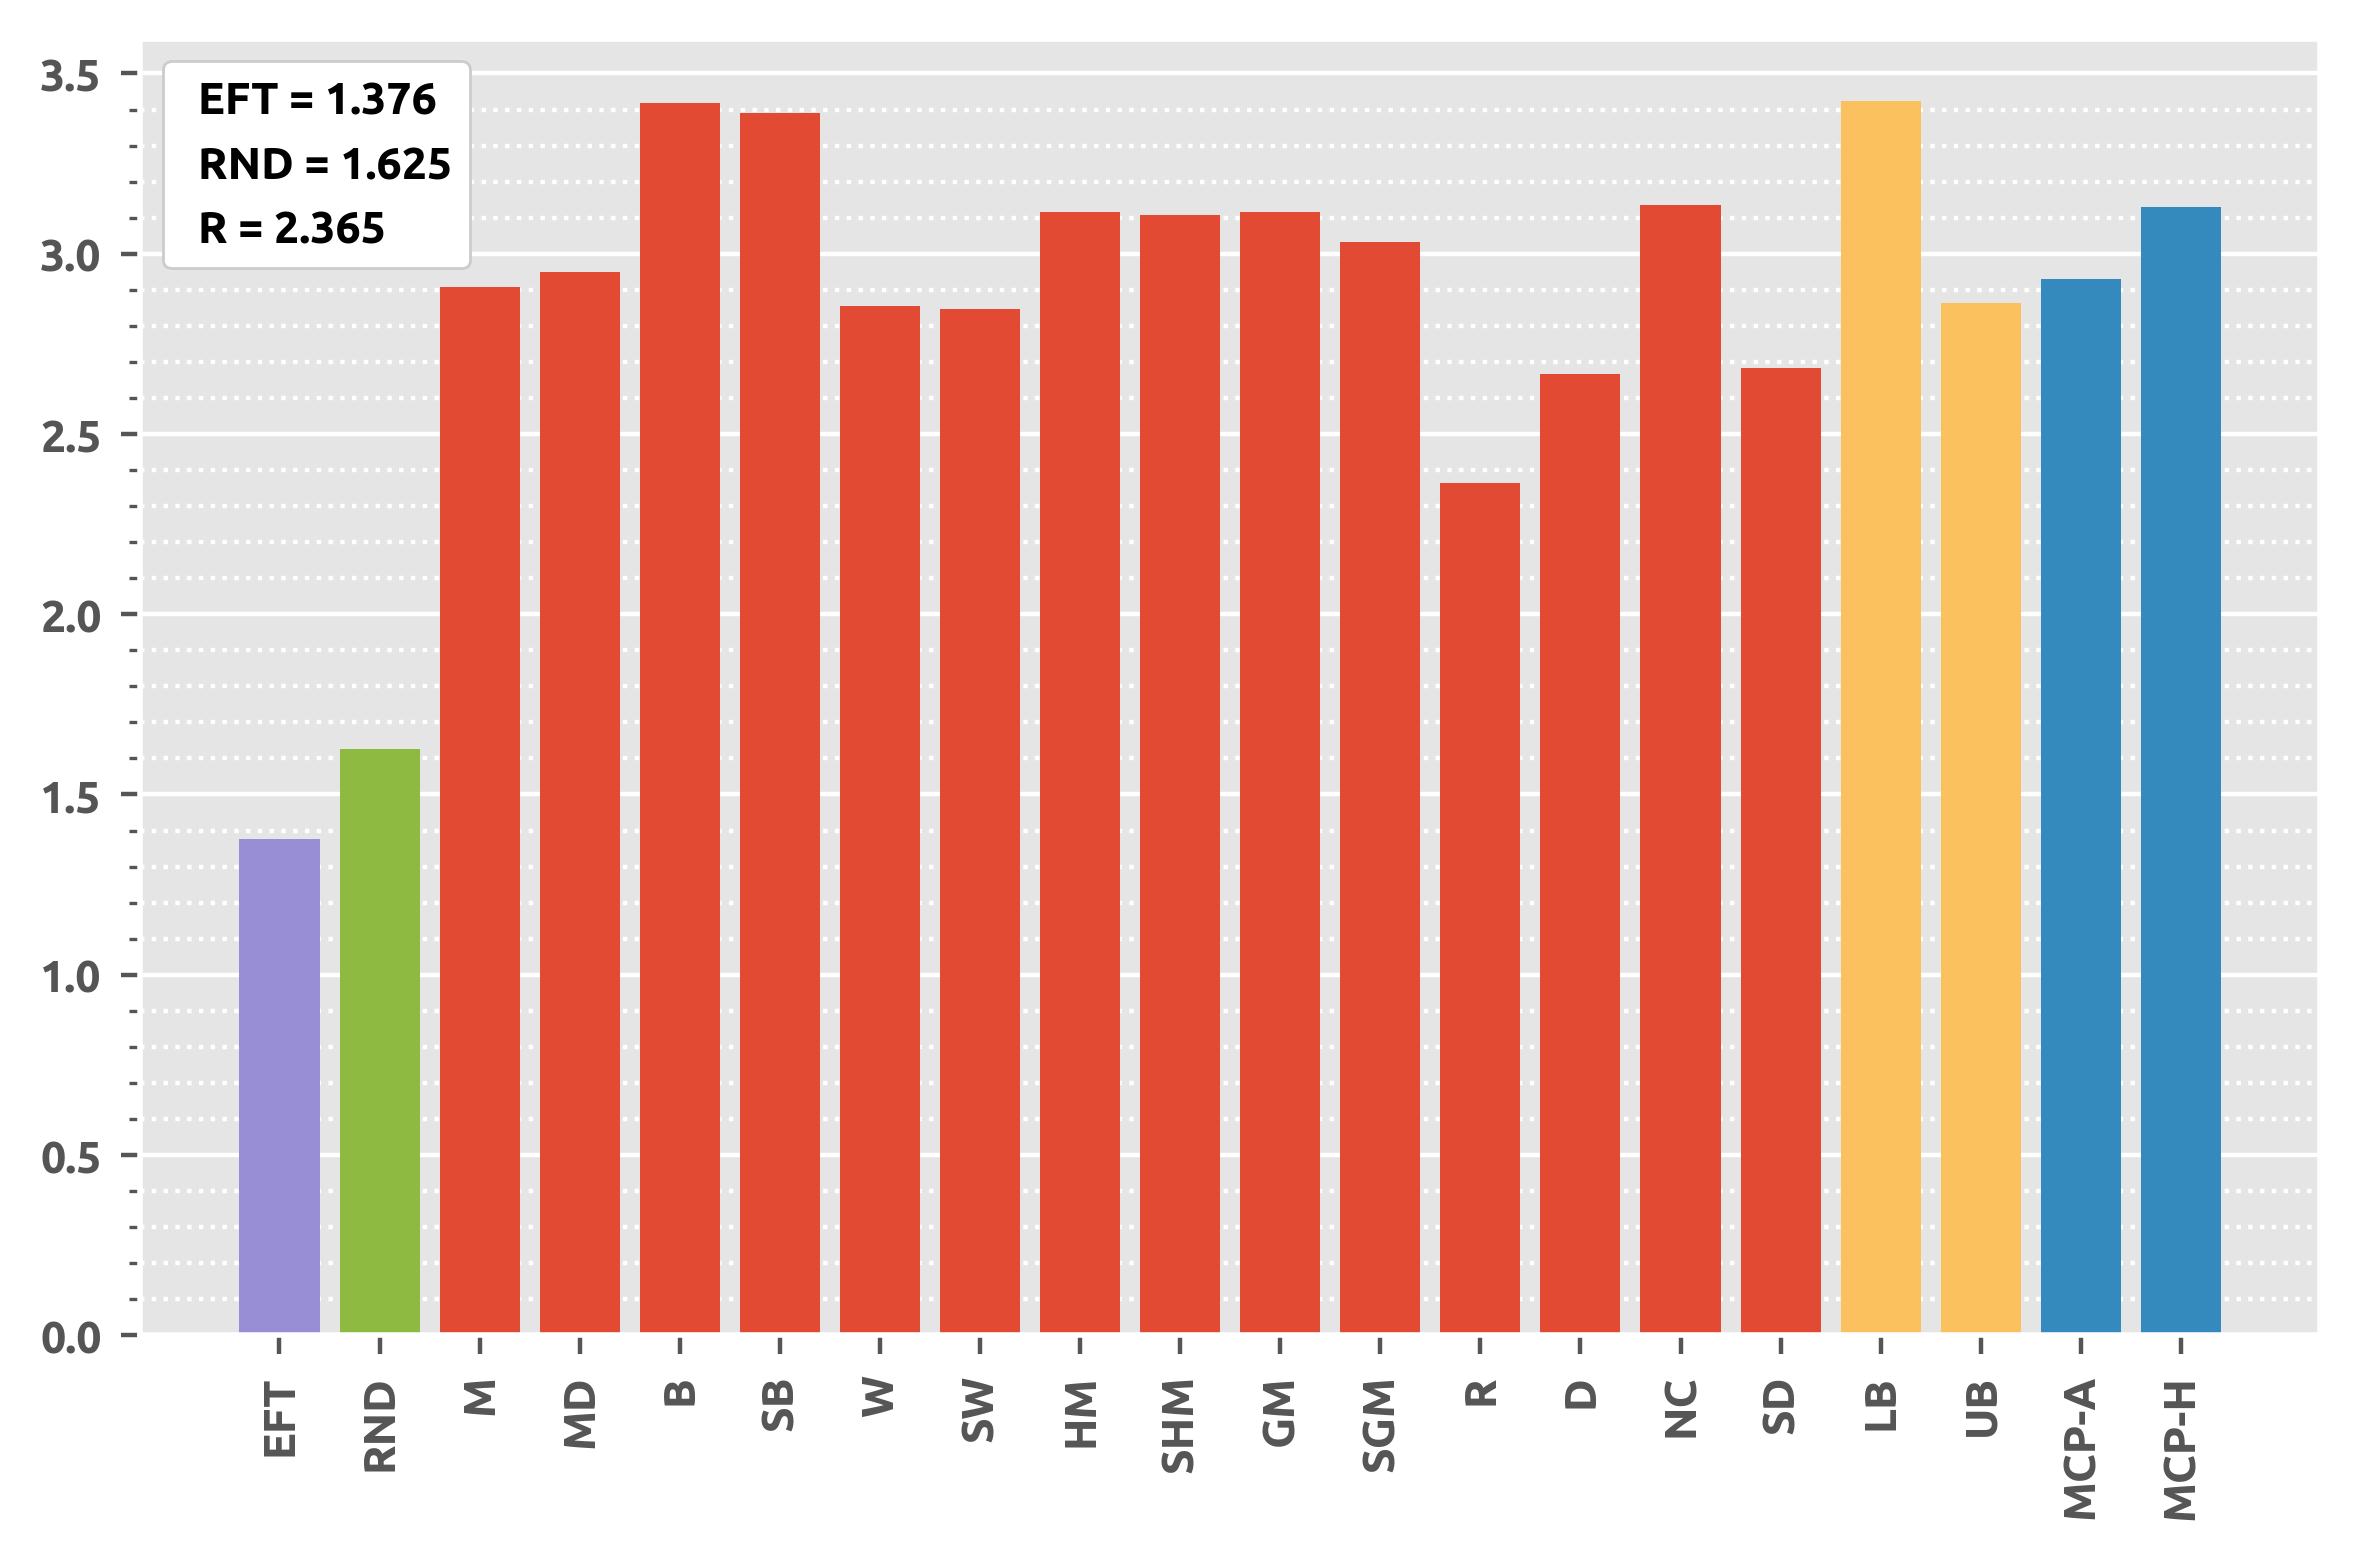 EFT = 1.376
RND = 1.625
R = 2.365
3.5
3.0
2.5
2.0
1.5
1.0
0.5
0.0
EFT
RND
M
MD
B
SB
W
SW
HM
SHM
GM
SGM
R
D
NC
SD
LB
UB
MCP-A
MCP-H